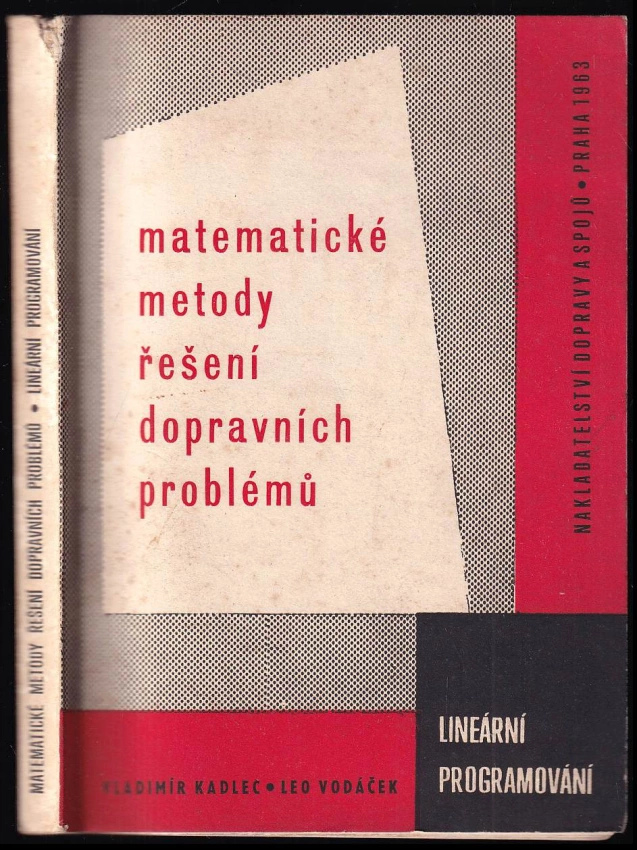 matematické
metody
řešení
dopravních
problémů
NAKLADATELSTVÍ DOPRAVY A SPOJŮ • PRAHA 1963
LINEÁRNÍ
PROGRAMOVÁNÍ
VLADIMÍR KADLEC • LEO VODÁČEK
MATEMATICKÉ METODY ŘEŠENÍ DOPRAVNÍCH PROBLÉMŮ • LINEÁRNÍ PROGRAMOVÁNÍ